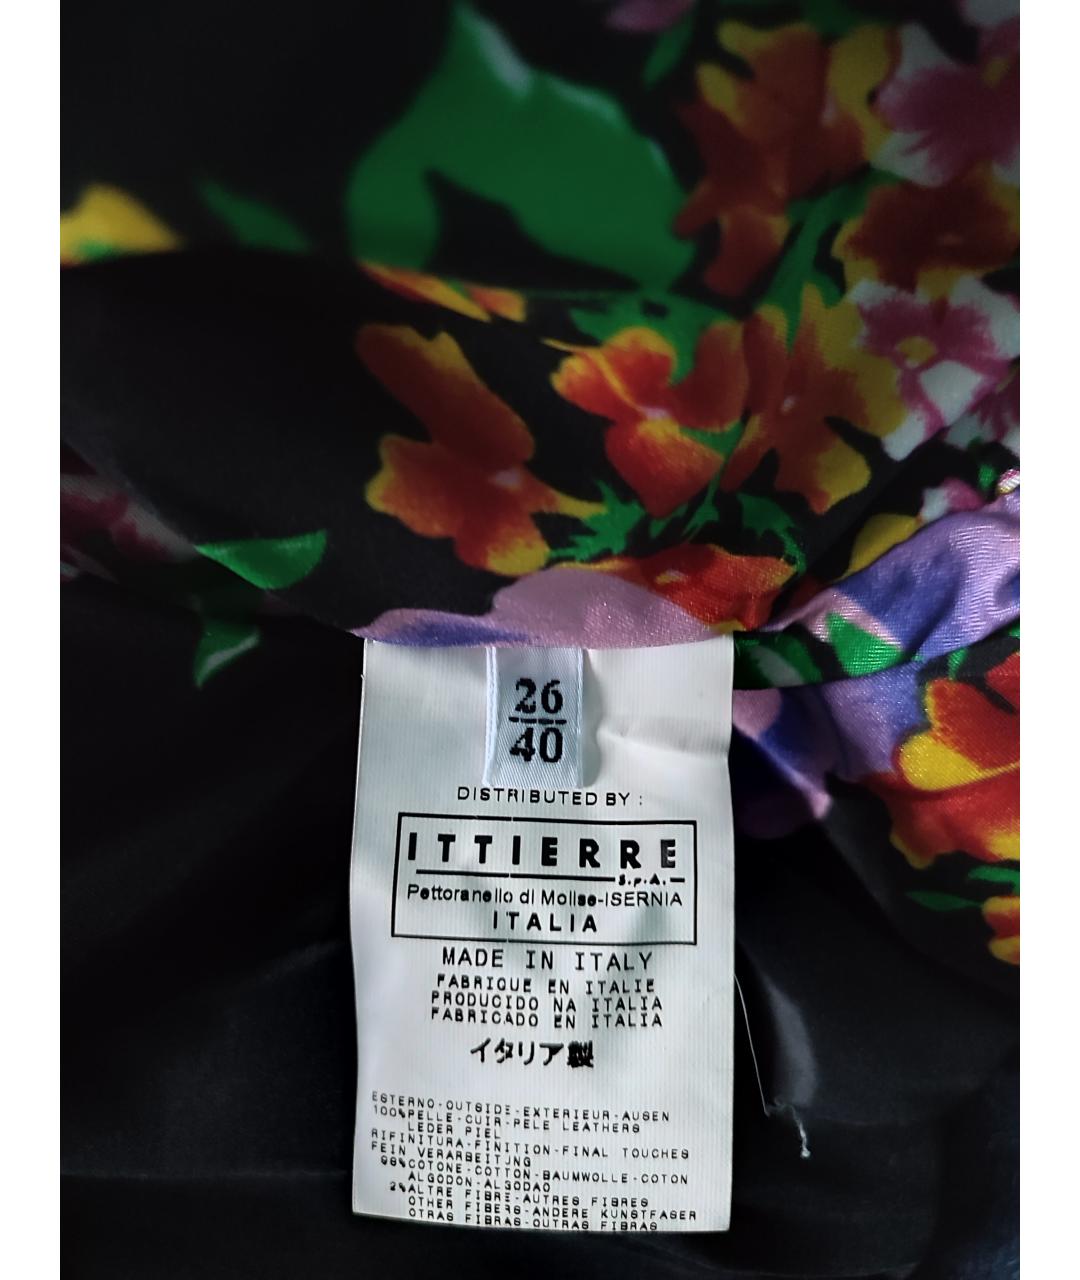 26
40
DISTRIBUTED BY :
ITTIERRE
S.P.A.
Pettoranello di Molise-ISERNIA
ITALIA
MADE IN ITALY
FABRIQUE EN ITALIE
PRODUCIDO NA ITALIA
FABRICADO EN ITALIA
イタリア製
ESTERNO-OUTSIDE-EXTERIEUR-AUSEN
100%PELLE-CUIR-PELE LEATHERS
LEDER PIEL
RIFINITURA-FINITION-FINAL TOUCHES
FEIN VERARBEITUNG
98%COTONE-COTTON-BAUMWOLLE-COTON
ALGODON-ALGODAO
2%ALTRE FIBRE-AUTRES FIBRES
OTHER FIBERS-ANDERE KUNSTFASER
OTRAS FIBRAS-OUTRAS FIBRAS